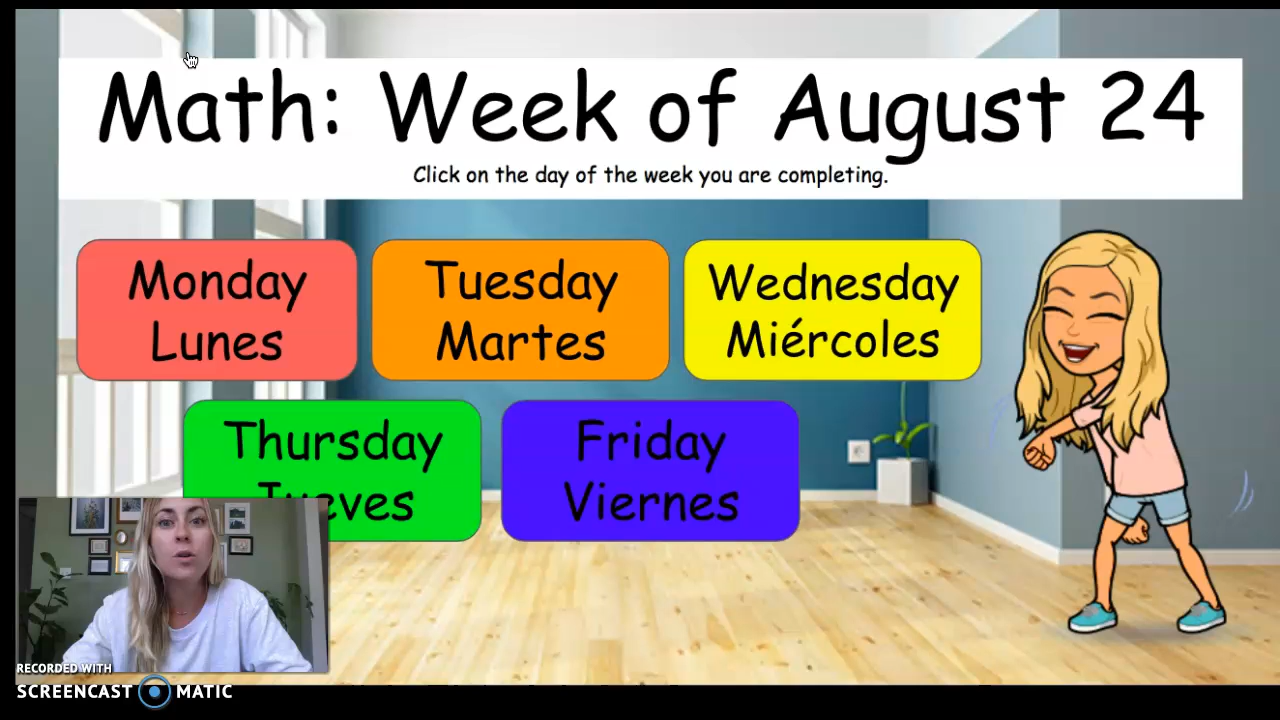 Math: Week of August 24
Click on the day of the week you are completing.
Monday
Lunes
Tuesday
Martes
Wednesday
Miércoles
Thursday
Jueves
Friday
Viernes
RECORDED WITH
SCREENCAST MATIC